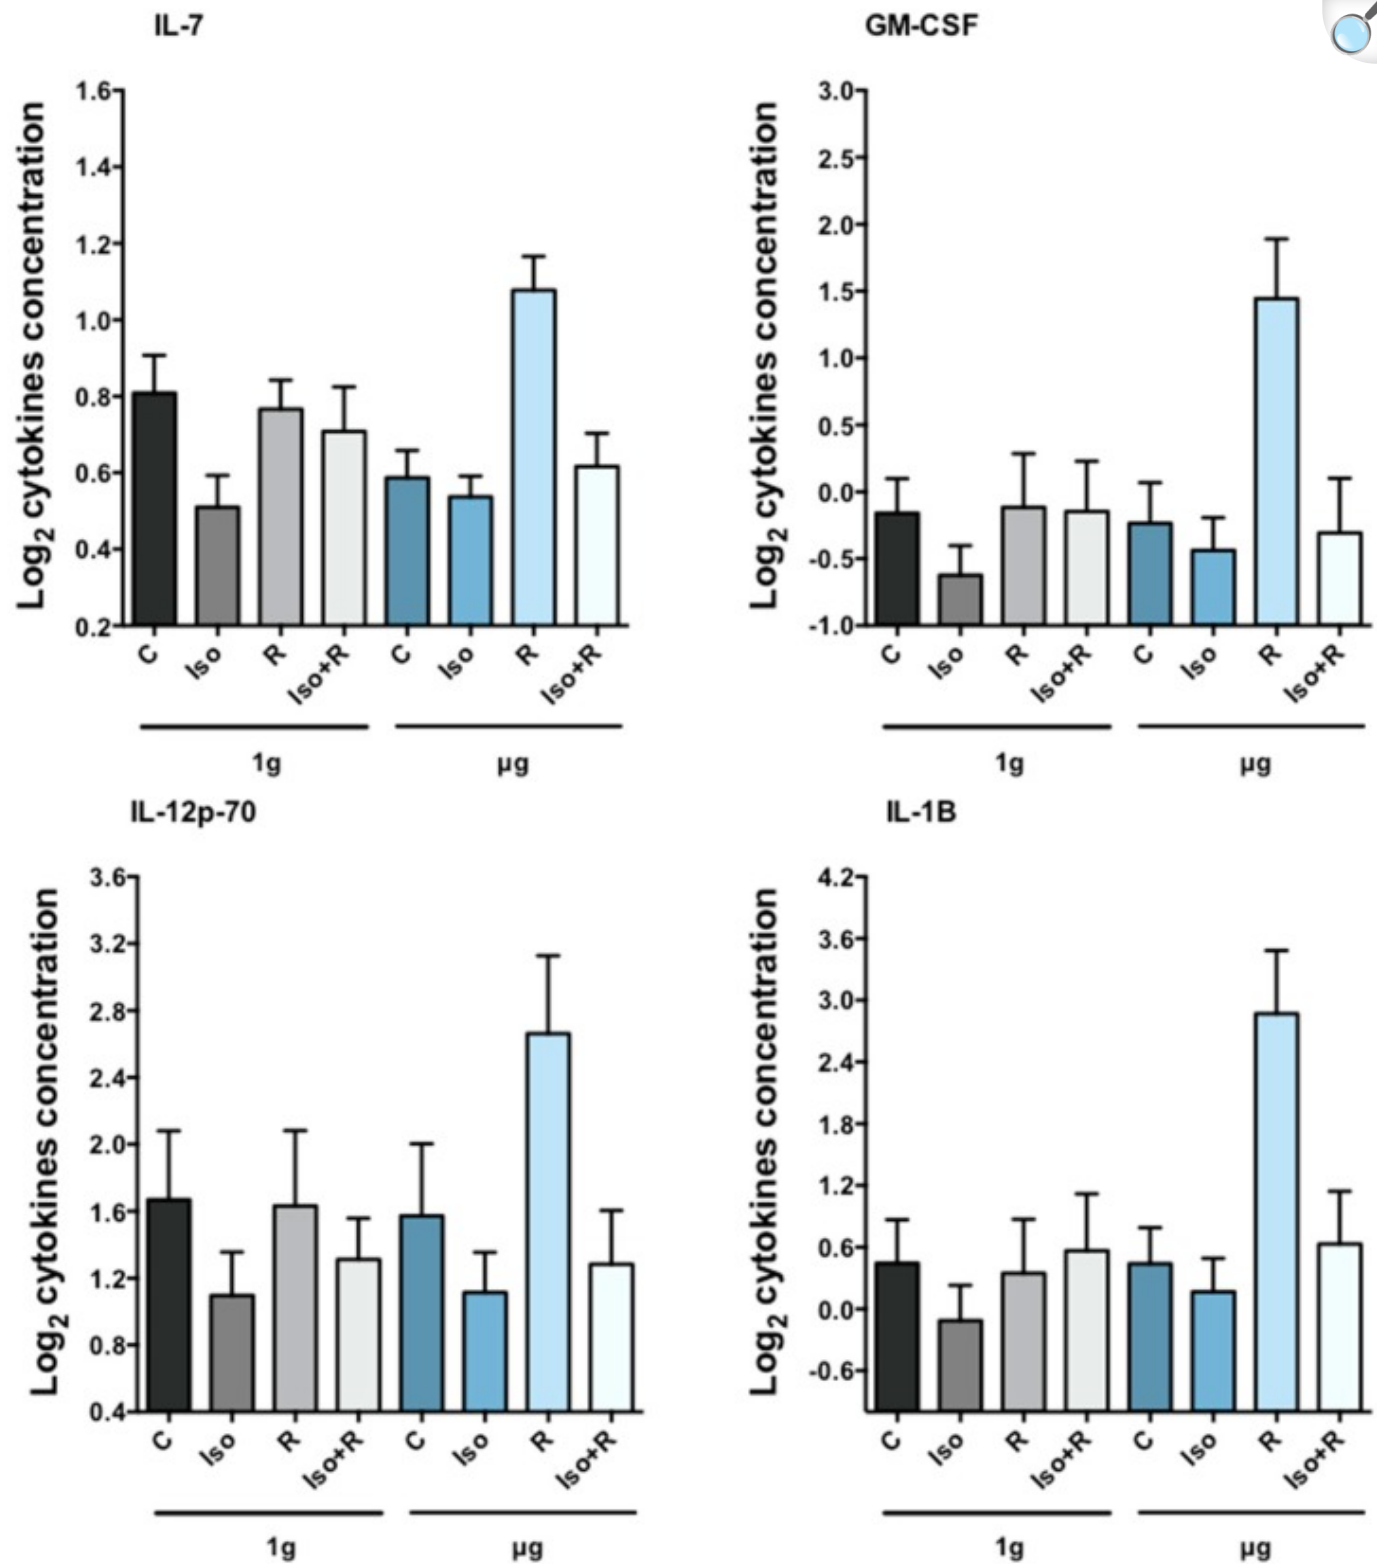 IL-7
Log2 cytokines concentration
1.6
1.4
1.2
1.0
0.8
0.6
0.4
0.2
C Iso R Iso+R C Iso R Iso+R
1g μg
GM-CSF
Log2 cytokines concentration
3.0
2.5
2.0
1.5
1.0
0.5
0.0
-0.5
-1.0
C Iso R Iso+R C Iso R Iso+R
1g μg
IL-12p-70
Log2 cytokines concentration
3.6
3.2
2.8
2.4
2.0
1.6
1.2
0.8
0.4
C Iso R Iso+R C Iso R Iso+R
1g μg
IL-1B
Log2 cytokines concentration
4.2
3.6
3.0
2.4
1.8
1.2
0.6
0.0
-0.6
C Iso R Iso+R C Iso R Iso+R
1g μg